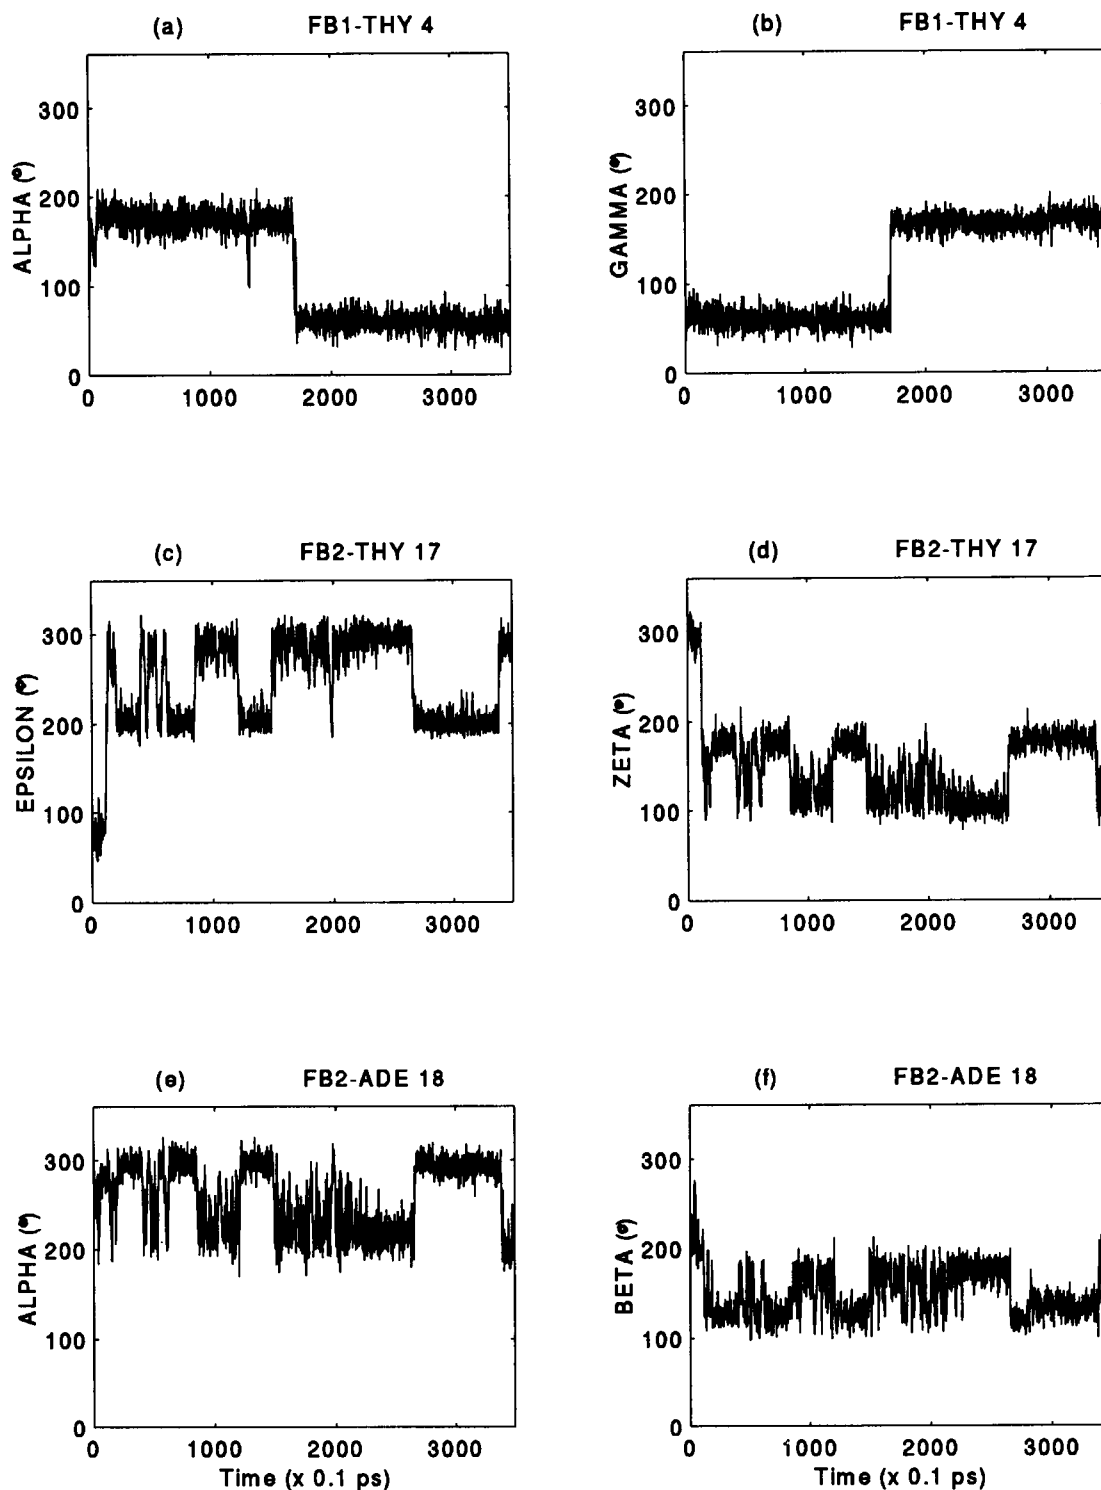 (a) FB1-THY 4
ALPHA (º)
300
200
100
0
0 1000 2000 3000
(b) FB1-THY 4
GAMMA (º)
300
200
100
0
0 1000 2000 3000
(c) FB2-THY 17
EPSILON (º)
300
200
100
0
0 1000 2000 3000
(d) FB2-THY 17
ZETA (º)
300
200
100
0
0 1000 2000 3000
(e) FB2-ADE 18
ALPHA (º)
300
200
100
0
0 1000 2000 3000
Time (x 0.1 ps)
(f) FB2-ADE 18
BETA (º)
300
200
100
0
0 1000 2000 3000
Time (x 0.1 ps)